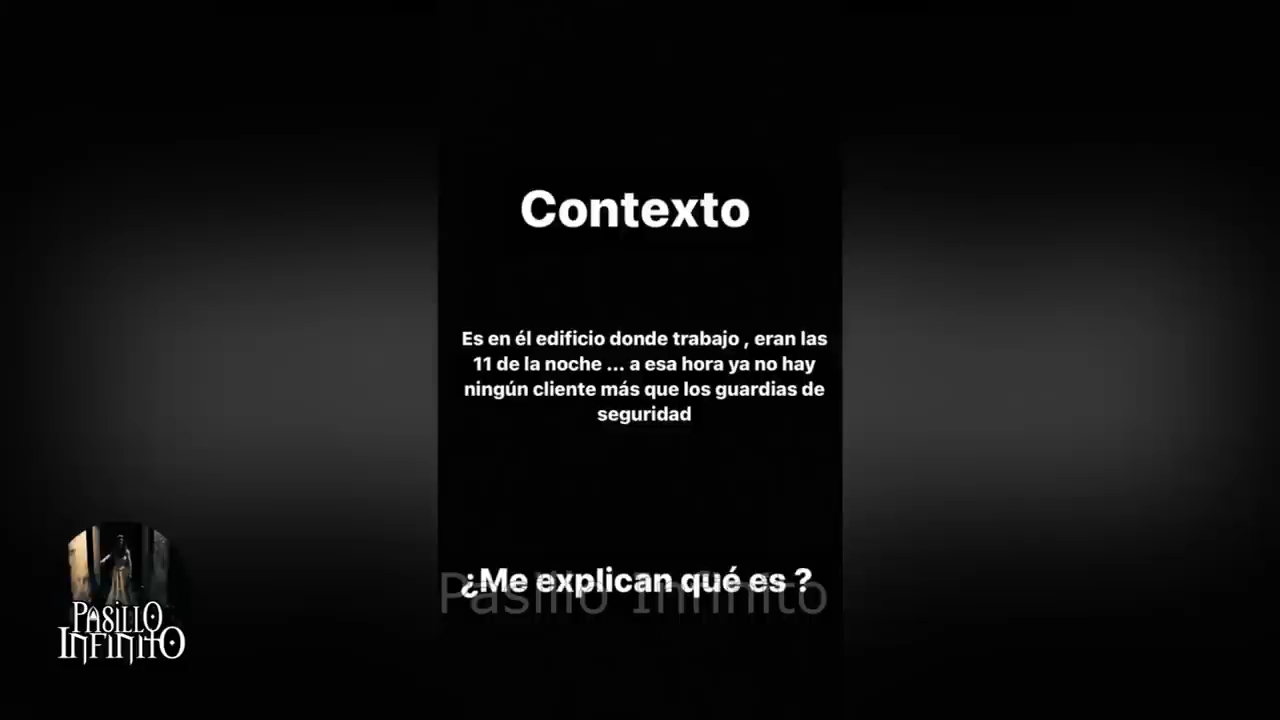 Contexto
Es en él edificio donde trabajo , eran las
11 de la noche ... a esa hora ya no hay
ningún cliente más que los guardias de
seguridad
¿Me explican qué es ?
Pasillo Infinito
PASILLO
INFINITO